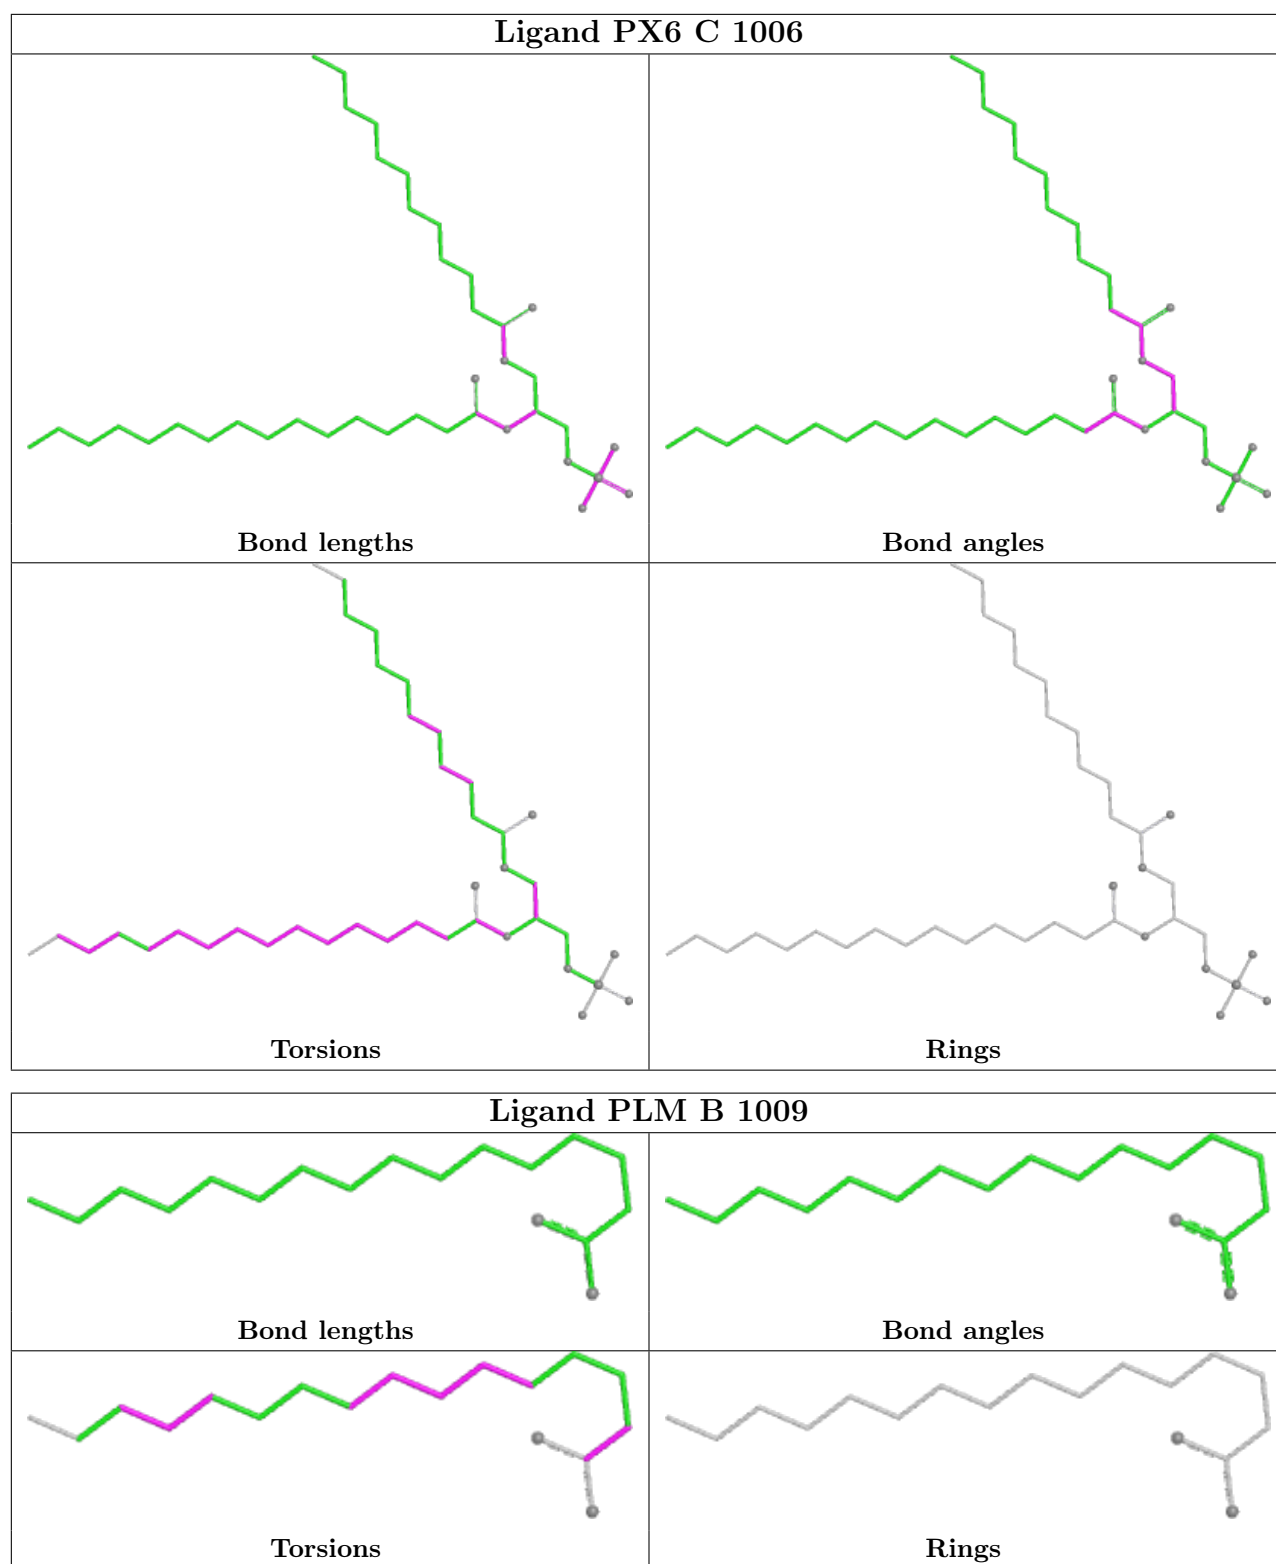 Ligand PX6 C 1006
Bond lengths
Bond angles
Torsions
Rings
Ligand PLM B 1009
Bond lengths
Bond angles
Torsions
Rings